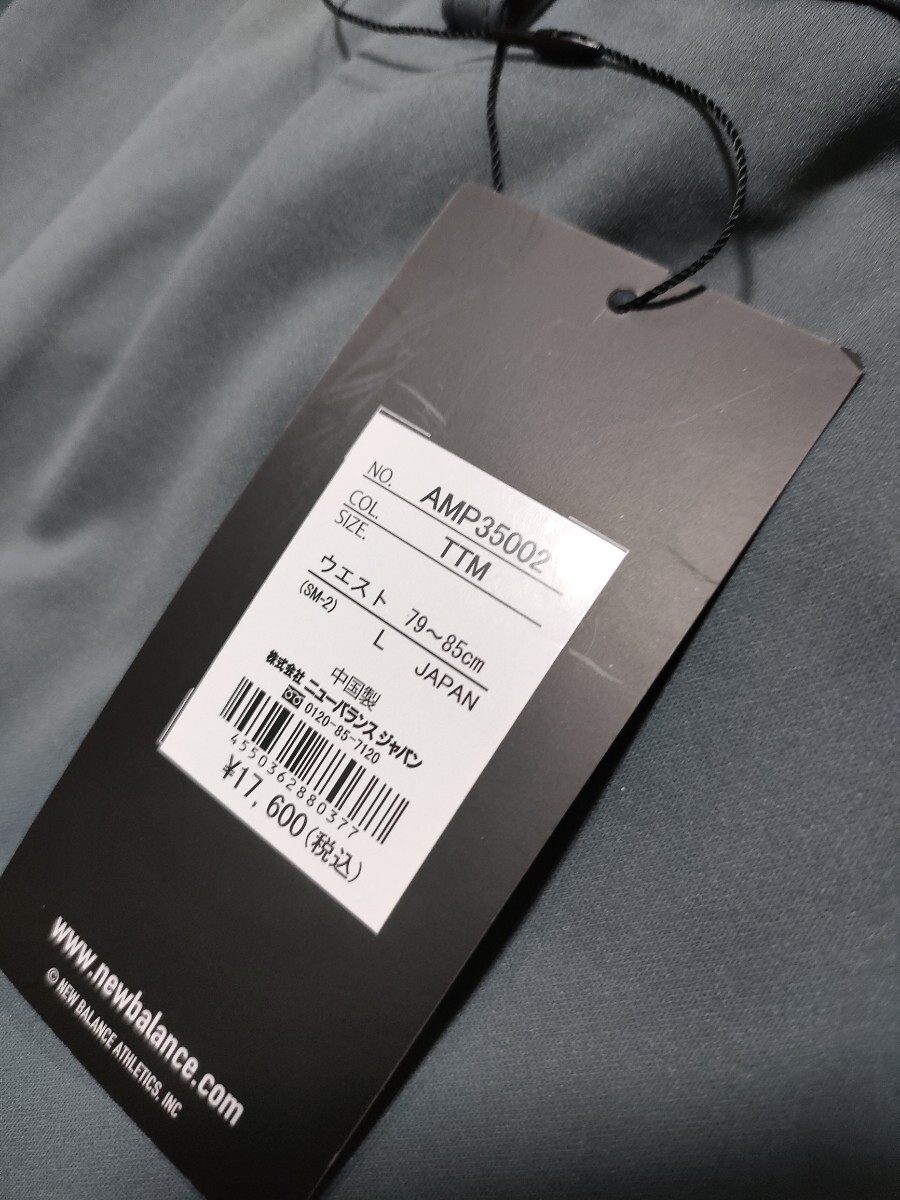 NO. AMP35002
COL. TTM
SIZE.
ウエスト 79~85cm
(SM-2) L JAPAN
中国製
株式会社 ニューバランス ジャパン
0120-85-7120
4550362880377
¥17,600(税込)
www.newbalance.com
© NEW BALANCE ATHLETICS, INC